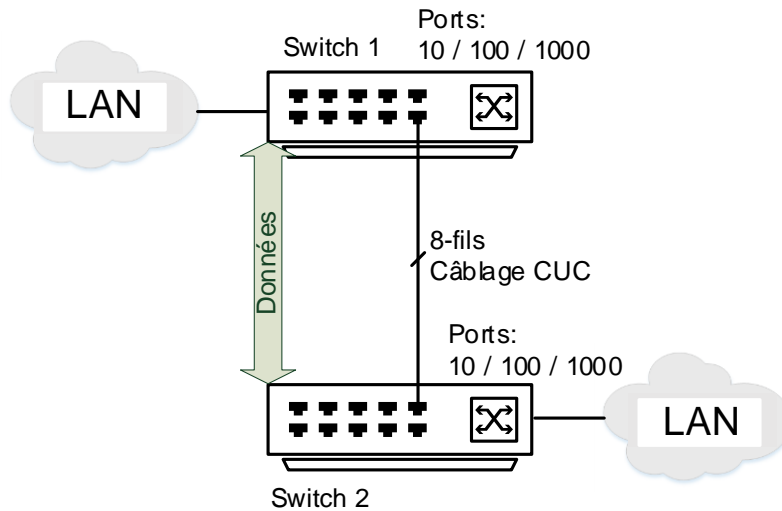 Ports:
Switch 1
10 / 100 / 1000
LAN
Données
8-fils
Câblage CUC
Ports:
10 / 100 / 1000
LAN
Switch 2